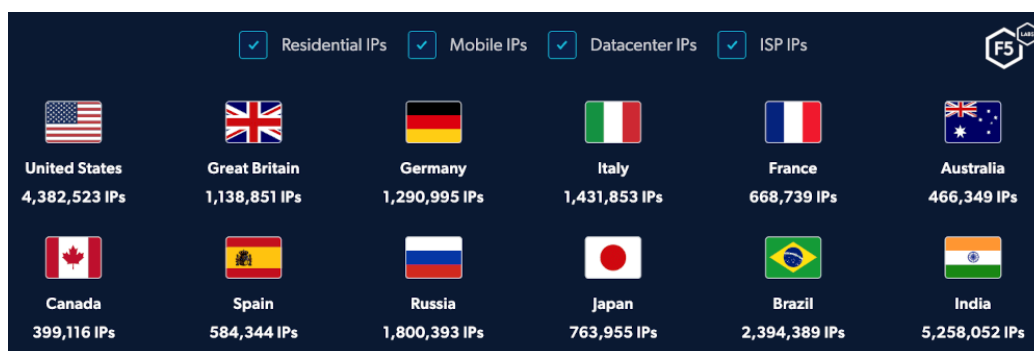 Residential IPs Mobile IPs Datacenter IPs ISP IPs
F5 LABS
United States Great Britain Germany Italy France Australia
4,382,523 IPs 1,138,851 IPs 1,290,995 IPs 1,431,853 IPs 668,739 IPs 466,349 IPs
Canada Spain Russia Japan Brazil India
399,116 IPs 584,344 IPs 1,800,393 IPs 763,955 IPs 2,394,389 IPs 5,258,052 IPs